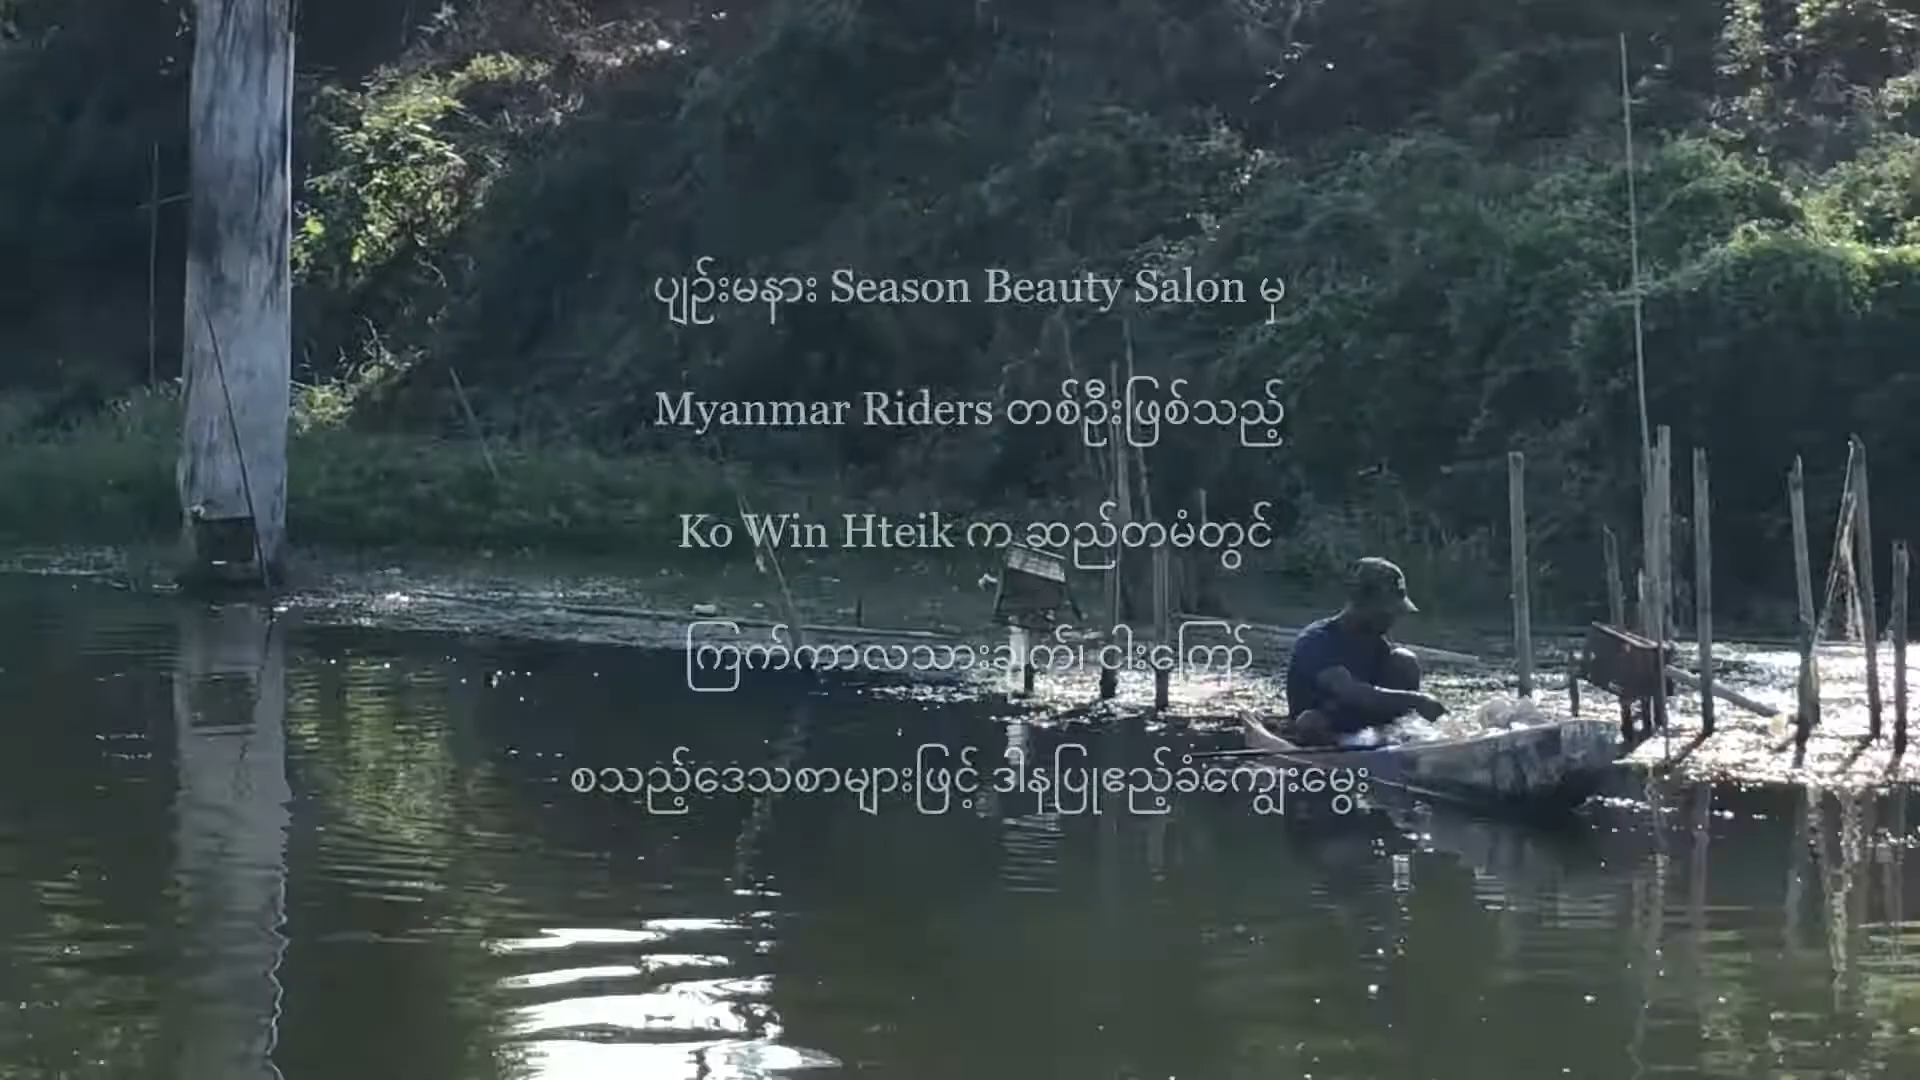 ပျဉ်းမနား Season Beauty Salon မှ
Myanmar Riders တစ်ဦးဖြစ်သည့်
Ko Win Hteik က ဆည်တမံတွင်
ကြက်ကာလသားချက်၊ ငါးကြော်
စသည့်ဒေသစာများဖြင့် ဒါနပြုဧည့်ခံကျွေးမွေး